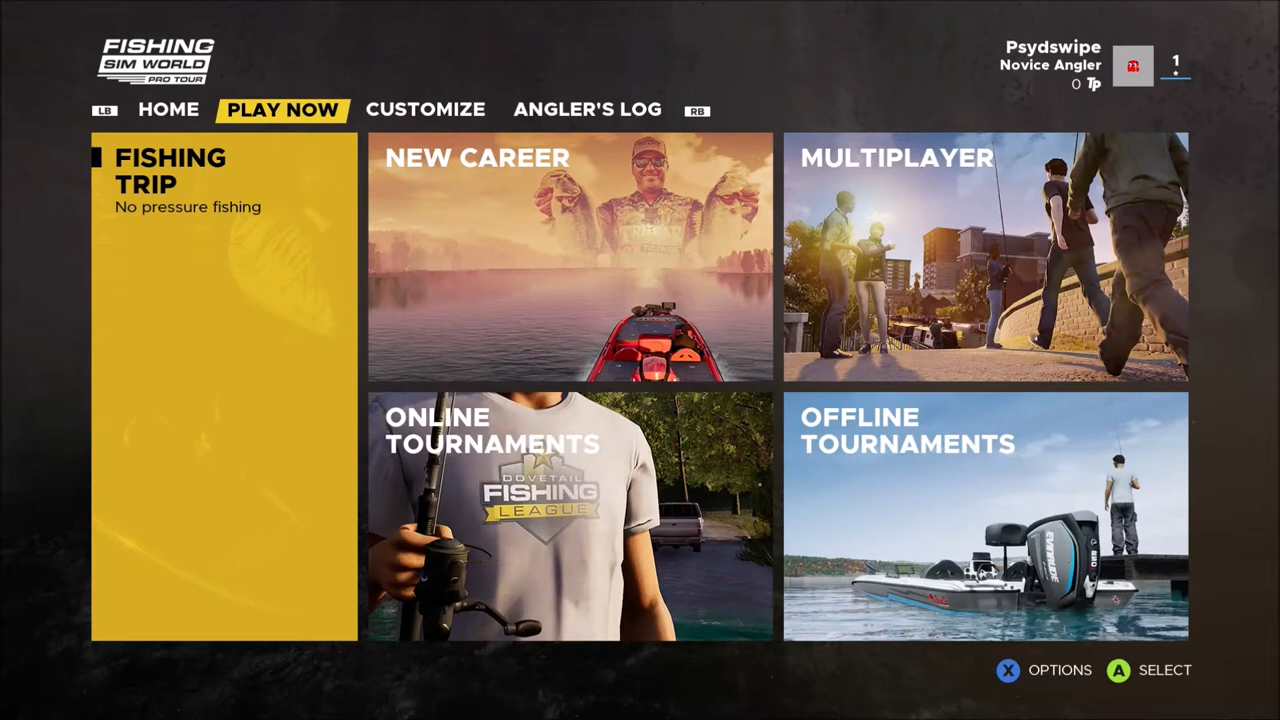 FISHING
SIM WORLD
PRO TOUR
Psydswipe
Novice Angler
0 Tp
1
LB HOME PLAY NOW CUSTOMIZE ANGLER'S LOG RB
FISHING
TRIP
No pressure fishing
NEW CAREER
MULTIPLAYER
ONLINE
TOURNAMENTS
DOVETAIL
FISHING
LEAGUE
OFFLINE
TOURNAMENTS
EVINRUDE
X OPTIONS A SELECT